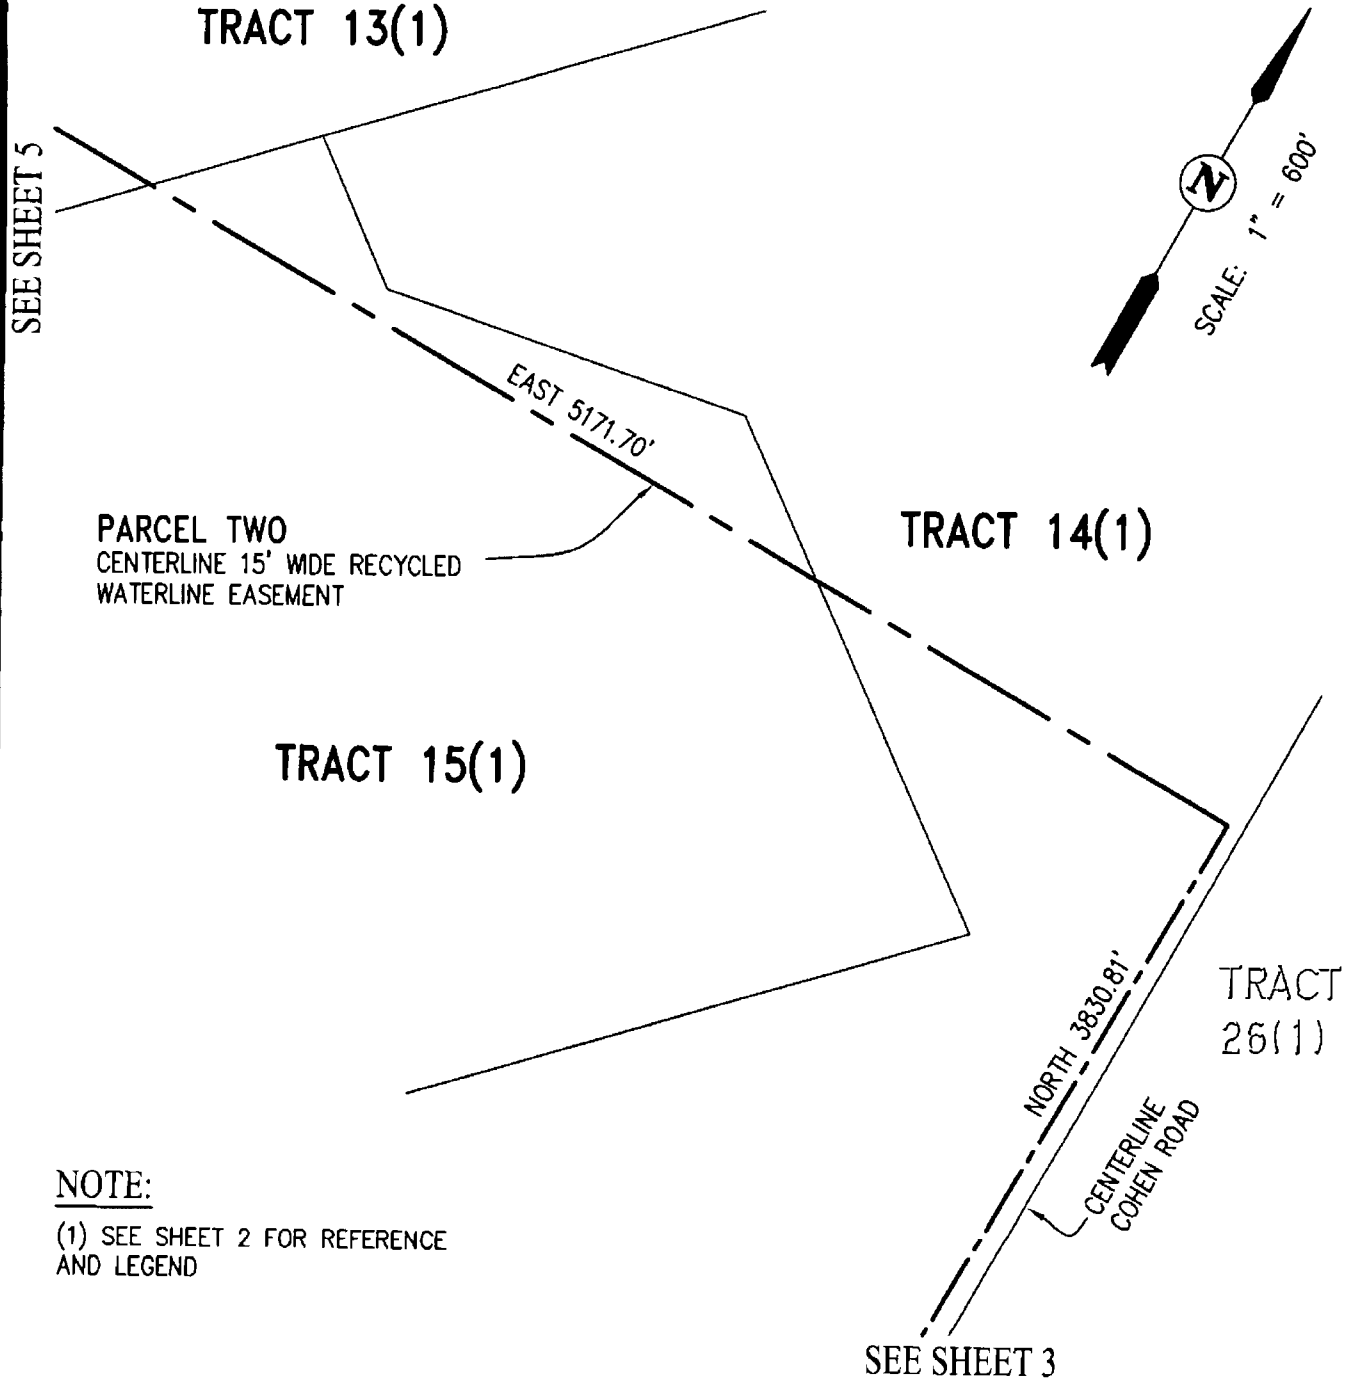 TRACT 13(1)
SEE SHEET 5
N
SCALE: 1" = 600'
EAST 5171.70'
PARCEL TWO
CENTERLINE 15' WIDE RECYCLED
WATERLINE EASEMENT
TRACT 14(1)
TRACT 15(1)
NORTH 3830.81'
TRACT
26(1)
CENTERLINE
COHEN ROAD
NOTE:
(1) SEE SHEET 2 FOR REFERENCE
AND LEGEND
SEE SHEET 3